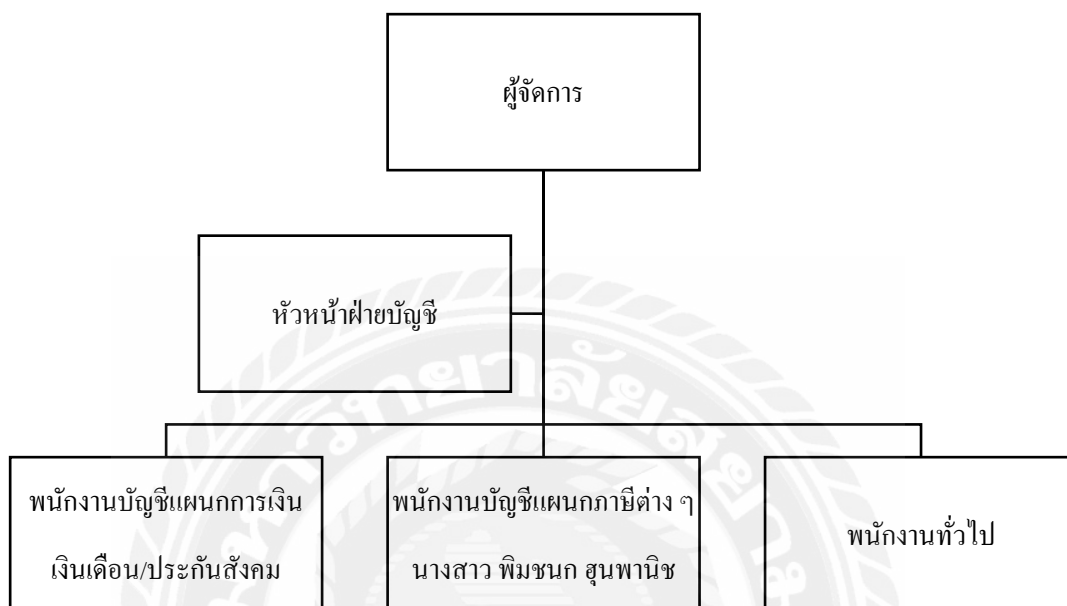 ผู้จัดการ
หัวหน้าฝ่ายบัญชี
พนักงานบัญชีแผนกการเงิน
เงินเดือน/ประกันสังคม
พนักงานบัญชีแผนกภาษีต่าง ๆ
นางสาว พิมชนก ฮุนพานิช
พนักงานทั่วไป